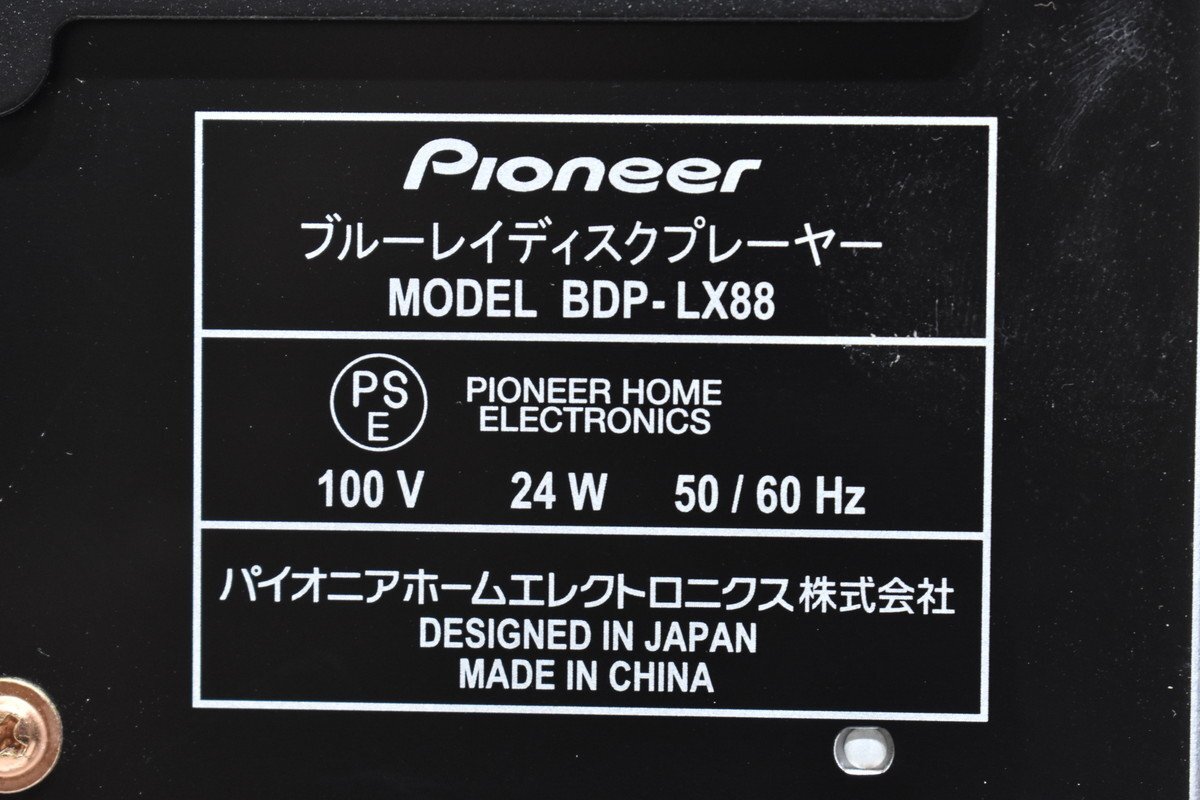 Pioneer
ブルーレイディスクプレーヤー
MODEL BDP-LX88
PS
E
PIONEER HOME
ELECTRONICS
100 V 24 W 50 / 60 Hz
パイオニアホームエレクトロニクス株式会社
DESIGNED IN JAPAN
MADE IN CHINA